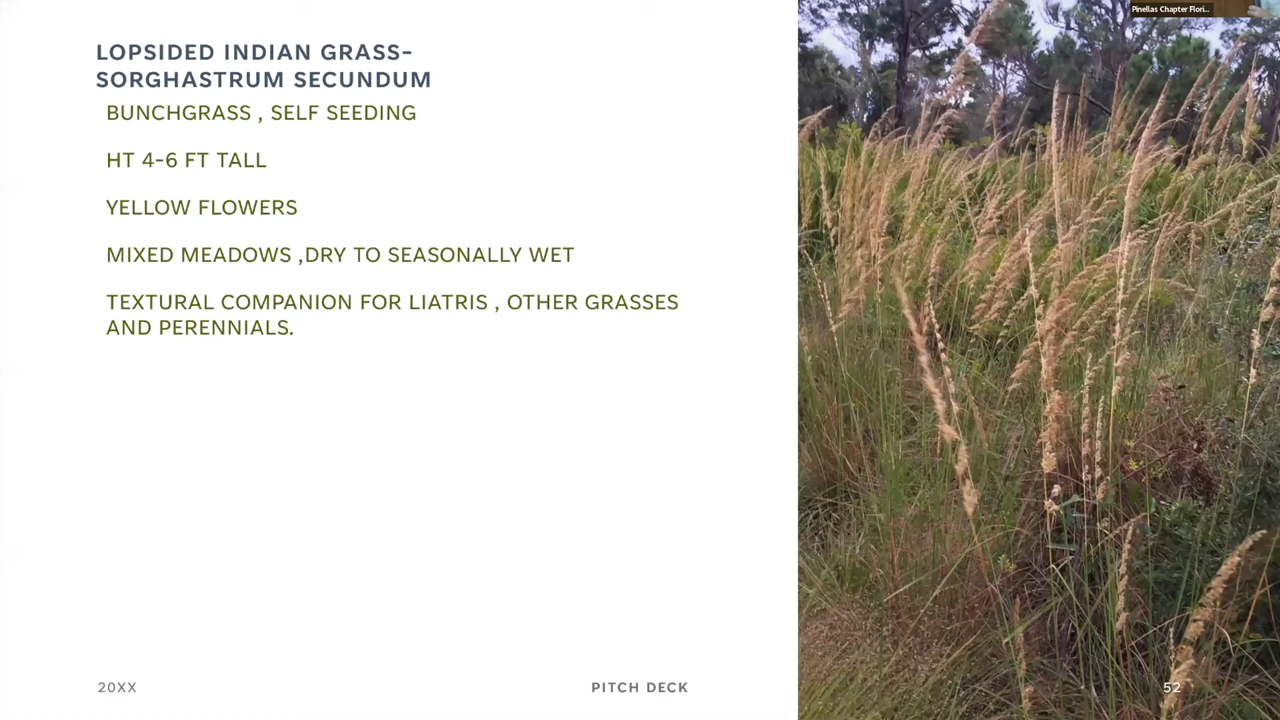 Pinellas Chapter Flori...
LOPSIDED INDIAN GRASS-
SORGHASTRUM SECUNDUM
BUNCHGRASS , SELF SEEDING
HT 4-6 FT TALL
YELLOW FLOWERS
MIXED MEADOWS ,DRY TO SEASONALLY WET
TEXTURAL COMPANION FOR LIATRIS , OTHER GRASSES
AND PERENNIALS.
20XX
PITCH DECK
52